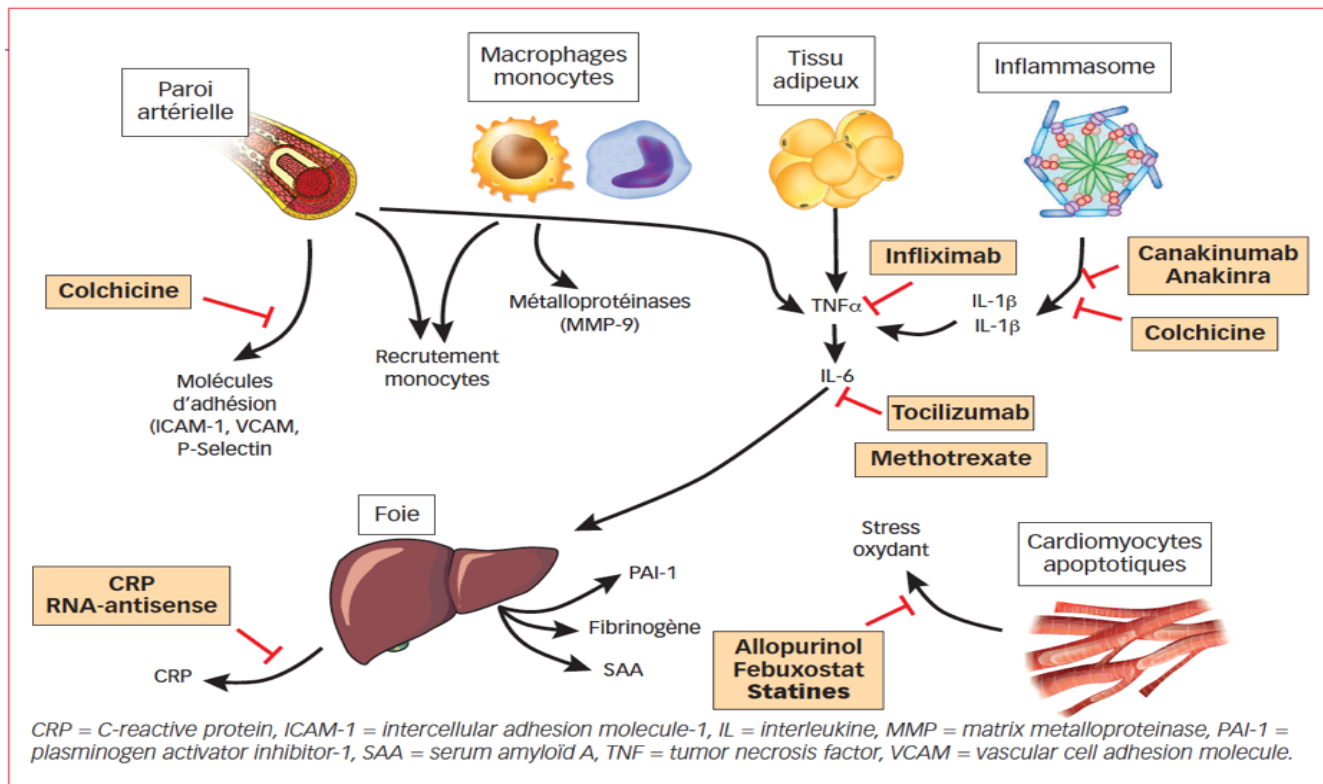 Paroi
artérielle
Macrophages
monocytes
Tissu
adipeux
Inflammasome
Colchicine
Molécules
d'adhésion
(ICAM-1, VCAM,
P-Selectin
Recrutement
monocytes
Métalloprotéinases
(MMP-9)
Infliximab
TNFα
IL-6
IL-1β
IL-1β
Canakinumab
Anakinra
Colchicine
Tocilizumab
Methotrexate
Foie
CRP
RNA-antisense
CRP
PAI-1
Fibrinogène
SAA
Stress
oxydant
Cardiomyocytes
apoptotiques
Allopurinol
Febuxostat
Statines
CRP = C-reactive protein, ICAM-1 = intercellular adhesion molecule-1, IL = interleukine, MMP = matrix metalloproteinase, PAI-1 =
plasminogen activator inhibitor-1, SAA = serum amyloïd A, TNF = tumor necrosis factor, VCAM = vascular cell adhesion molecule.